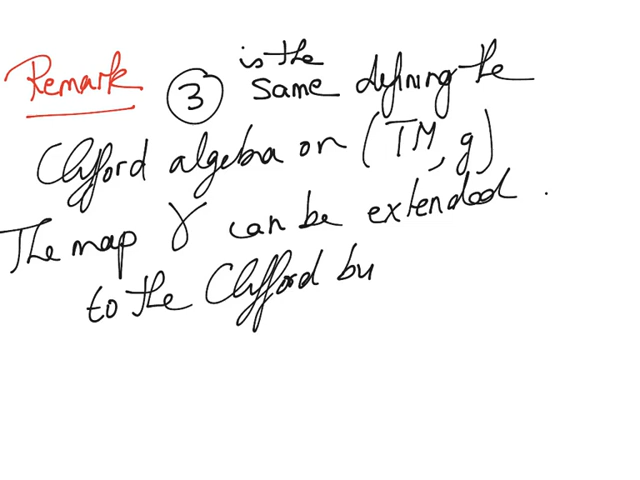 Remark ③ is the same defining the
Clifford algebra on (TM, g)
The map γ can be extended.
to the Clifford bu